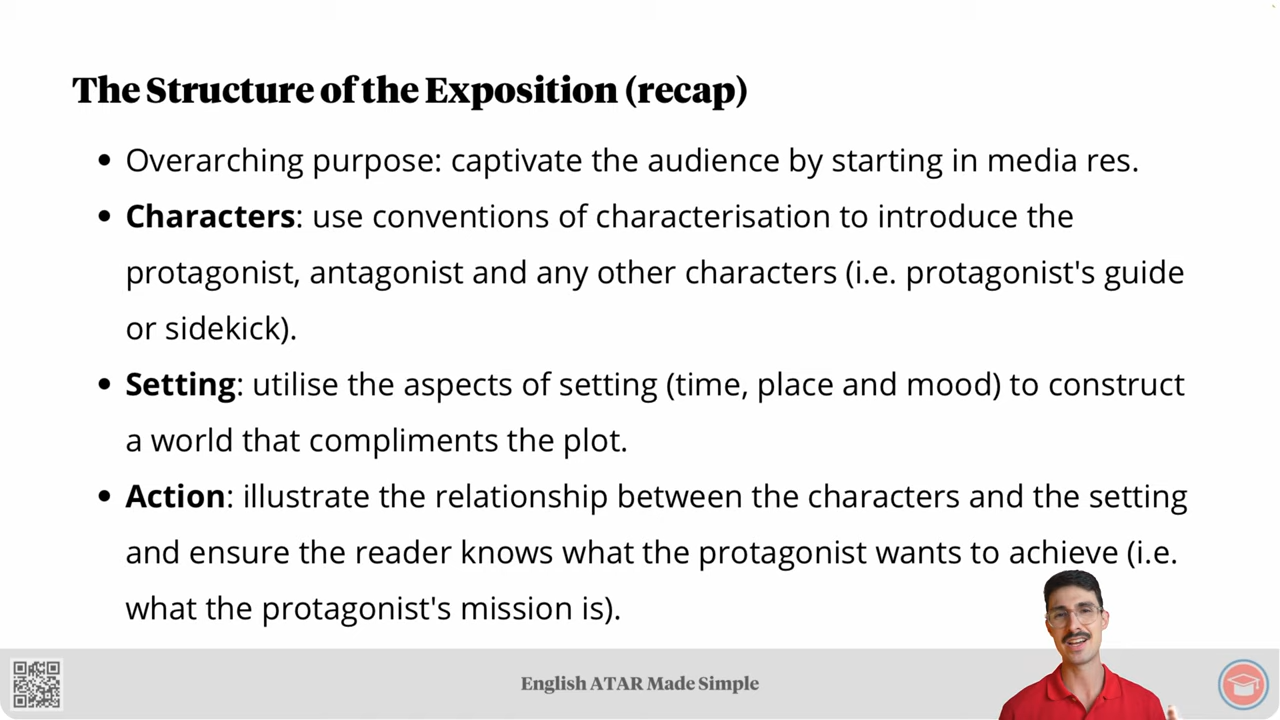 The Structure of the Exposition (recap)
• Overarching purpose: captivate the audience by starting in media res.
• Characters: use conventions of characterisation to introduce the
protagonist, antagonist and any other characters (i.e. protagonist's guide
or sidekick).
• Setting: utilise the aspects of setting (time, place and mood) to construct
a world that compliments the plot.
• Action: illustrate the relationship between the characters and the setting
and ensure the reader knows what the protagonist wants to achieve (i.e.
what the protagonist's mission is).
English ATAR Made Simple